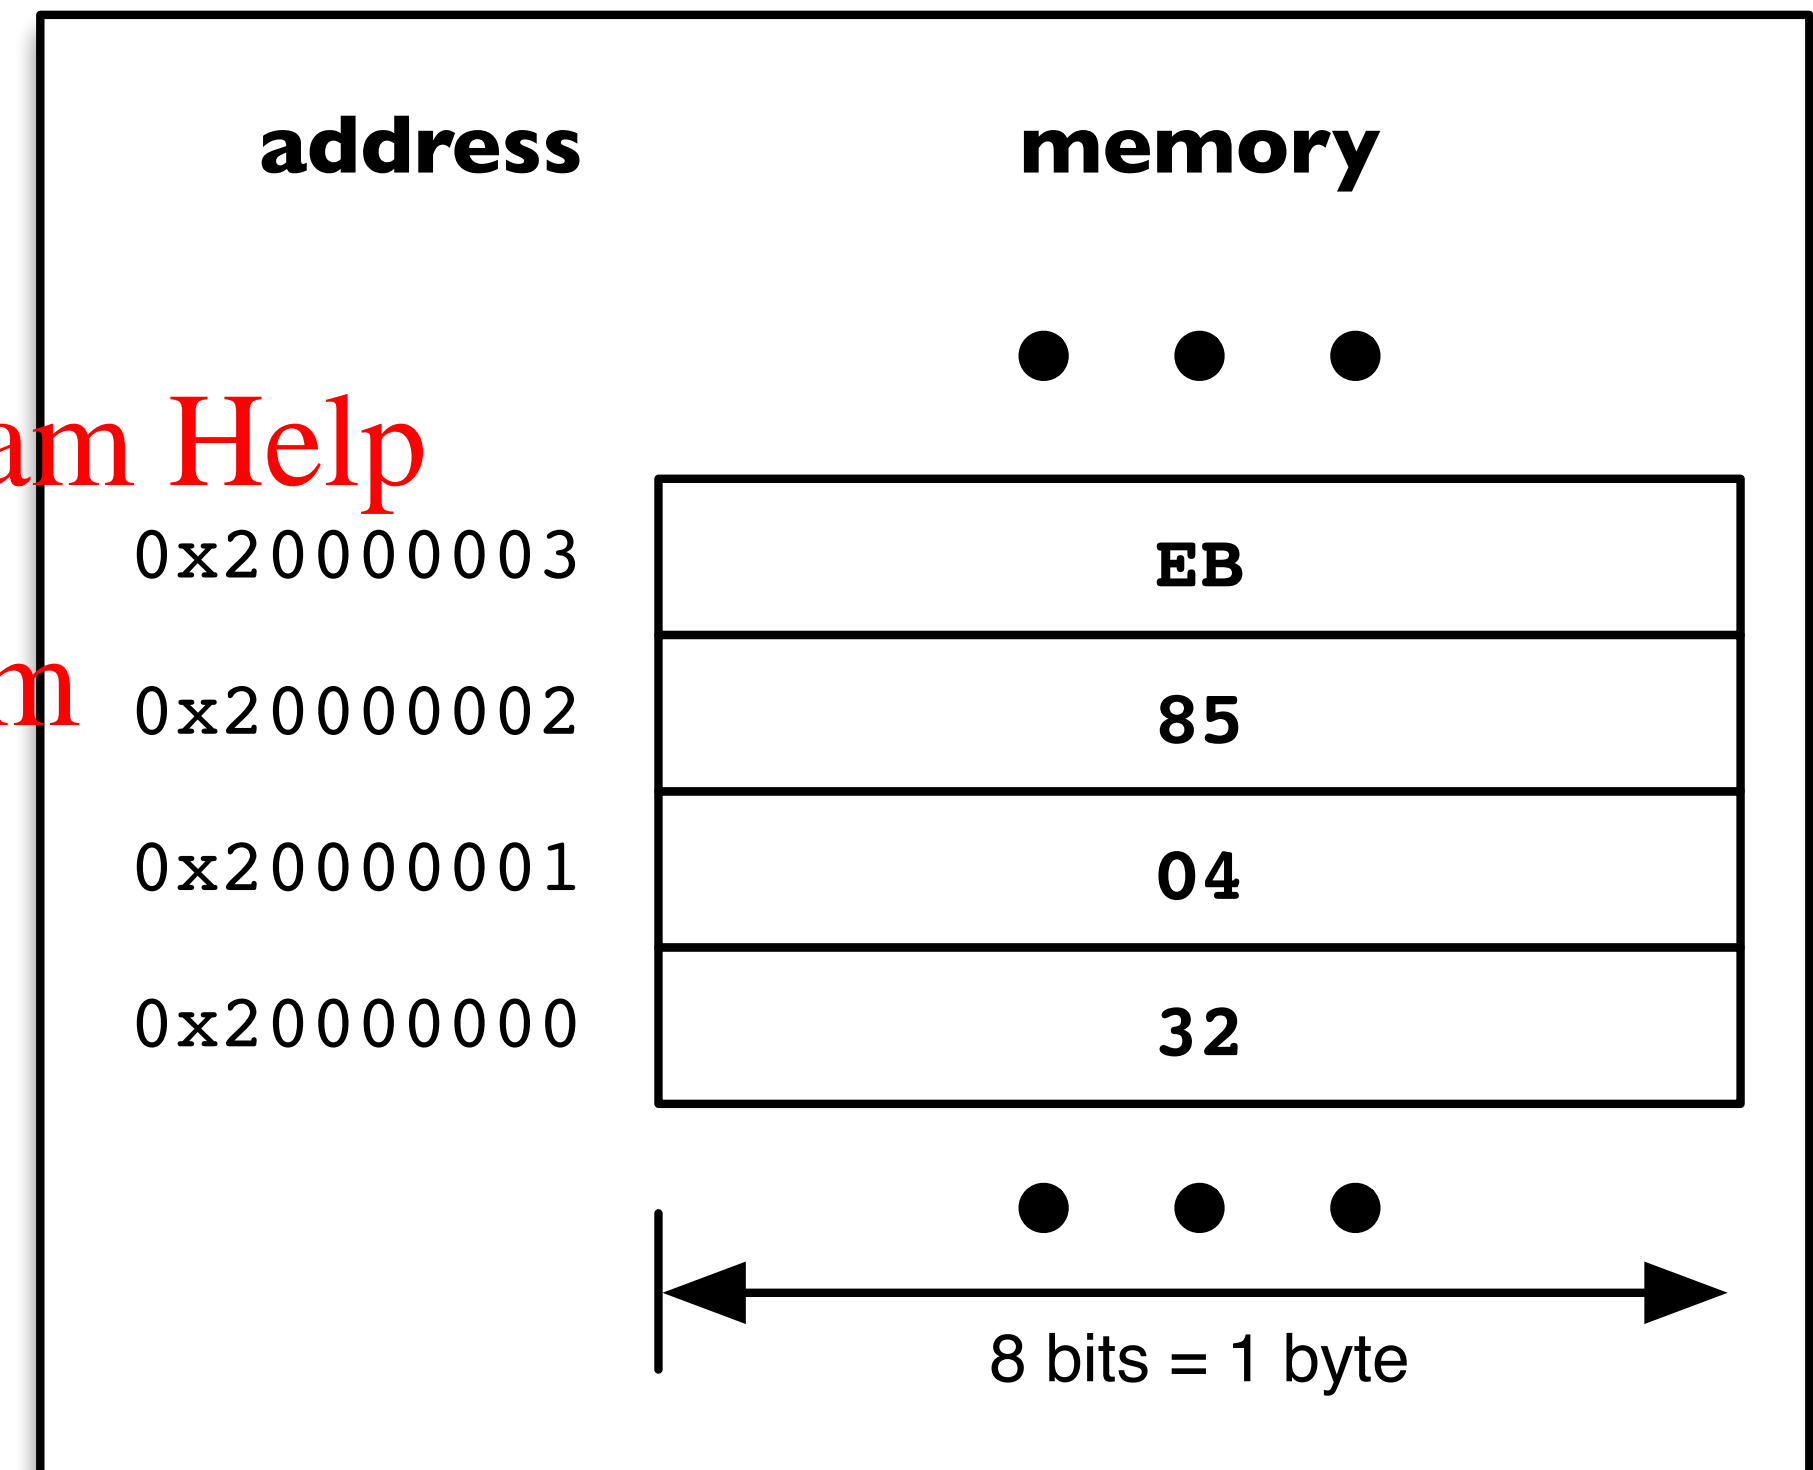 address memory
am Help
0x20000003 EB
m
0x20000002 85
0x20000001 04
0x20000000 32
8 bits = 1 byte